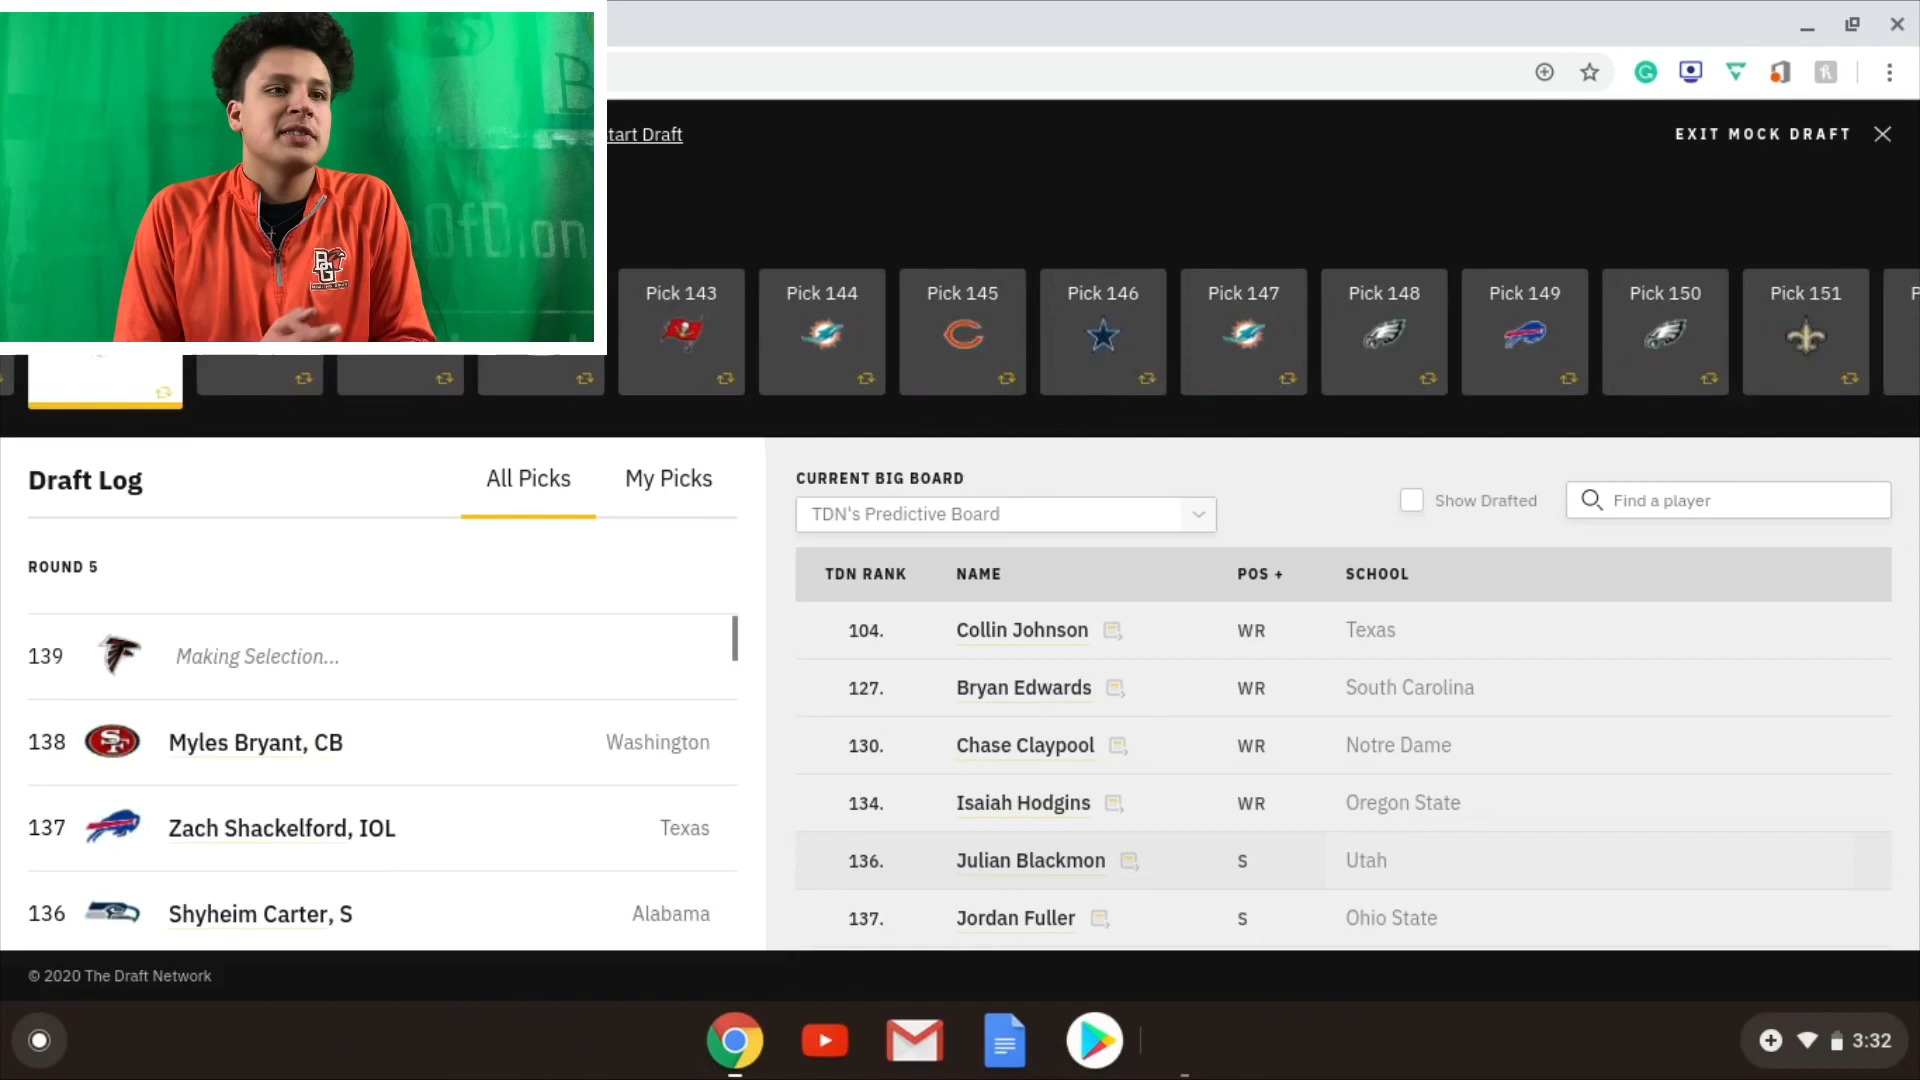 tart Draft
EXIT MOCK DRAFT
OfDion
BG
Pick 143
Pick 144
Pick 145
Pick 146
Pick 147
Pick 148
Pick 149
Pick 150
Pick 151
P
Draft Log
All Picks
My Picks
ROUND 5
139 Making Selection...
138 Myles Bryant, CB Washington
137 Zach Shackelford, IOL Texas
136 Shyheim Carter, S Alabama
CURRENT BIG BOARD
TDN's Predictive Board
Show Drafted
Find a player
TDN RANK NAME POS + SCHOOL
104. Collin Johnson WR Texas
127. Bryan Edwards WR South Carolina
130. Chase Claypool WR Notre Dame
134. Isaiah Hodgins WR Oregon State
136. Julian Blackmon S Utah
137. Jordan Fuller S Ohio State
© 2020 The Draft Network
3:32